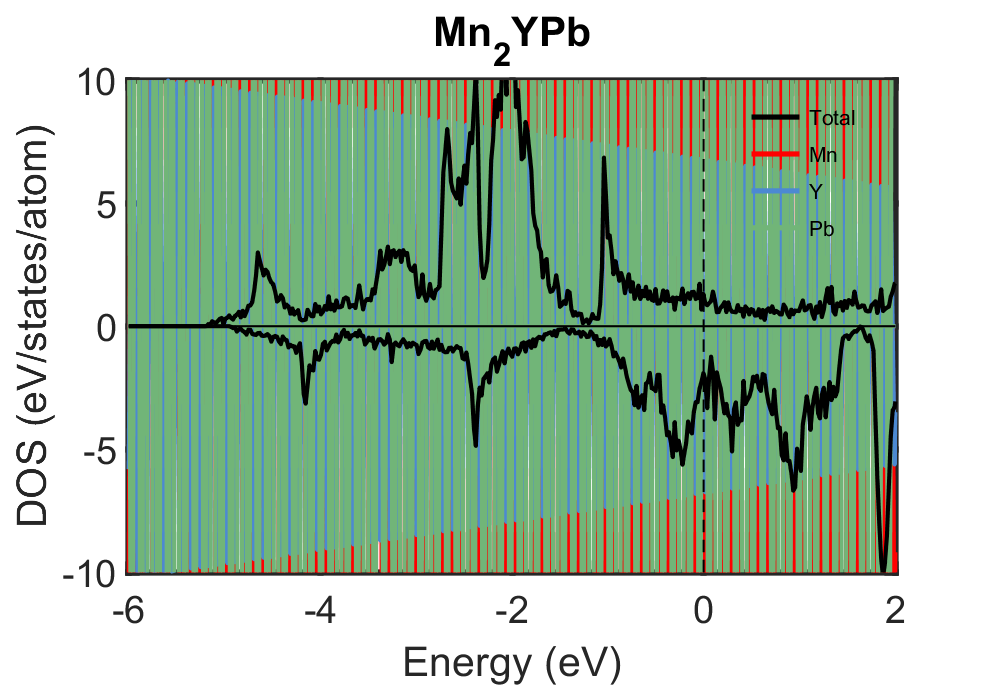 Mn2YPb
10
5
0
-5
-10
DOS (eV/states/atom)
Total
Mn
Y
Pb
-6 -4 -2 0 2
Energy (eV)